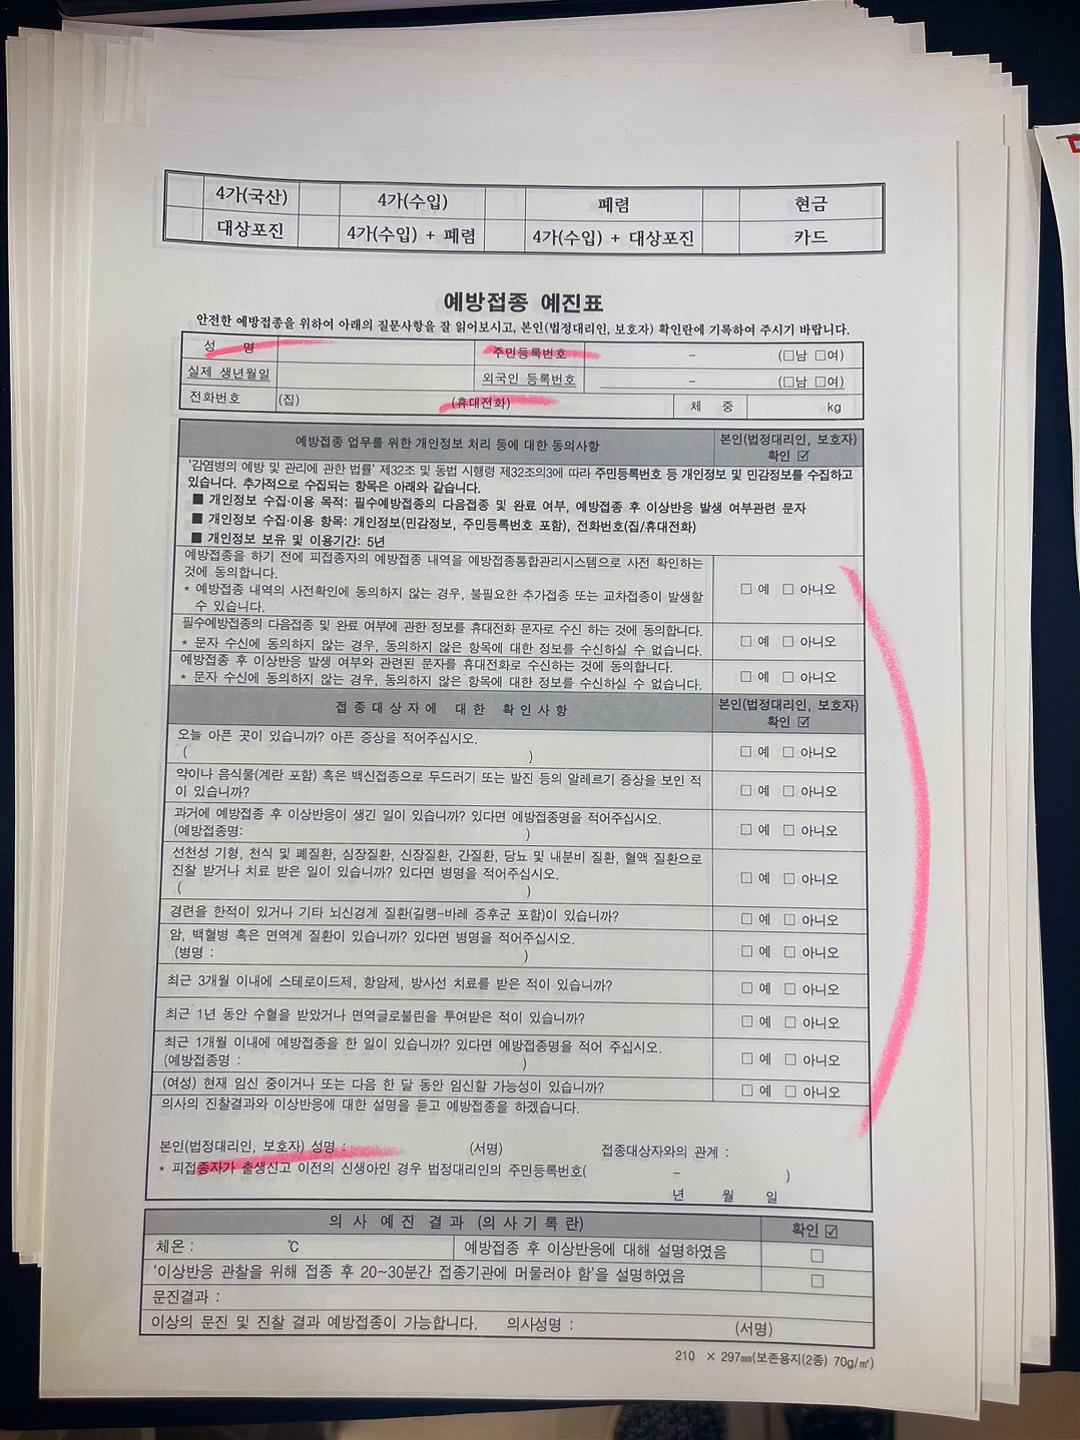 4가(국산) 4가(수입) 폐렴 현금
대상포진 4가(수입) + 폐렴 4가(수입) + 대상포진 카드
예방접종 예진표
안전한 예방접종을 위하여 아래의 질문사항을 잘 읽어보시고, 본인(법정대리인, 보호자) 확인란에 기록하여 주시기 바랍니다.
성 명 주민등록번호 – (□남 □여)
실제 생년월일 외국인 등록번호 – (□남 □여)
전화번호 (집) (휴대전화) 체 중 kg
예방접종 업무를 위한 개인정보 처리 등에 대한 동의사항 본인(법정대리인, 보호자)
확인 ☑
'감염병의 예방 및 관리에 관한 법률' 제32조 및 동법 시행령 제32조의3에 따라 주민등록번호 등 개인정보 및 민감정보를 수집하고
있습니다. 추가적으로 수집되는 항목은 아래와 같습니다.
■ 개인정보 수집·이용 목적: 필수예방접종의 다음접종 및 완료 여부, 예방접종 후 이상반응 발생 여부관련 문자
■ 개인정보 수집·이용 항목: 개인정보(민감정보, 주민등록번호 포함), 전화번호(집/휴대전화)
■ 개인정보 보유 및 이용기간: 5년
예방접종을 하기 전에 피접종자의 예방접종 내역을 예방접종통합관리시스템으로 사전 확인하는
것에 동의합니다.
* 예방접종 내역의 사전확인에 동의하지 않는 경우, 불필요한 추가접종 또는 교차접종이 발생할
수 있습니다.
□ 예 □ 아니오
필수예방접종의 다음접종 및 완료 여부에 관한 정보를 휴대전화 문자로 수신 하는 것에 동의합니다.
* 문자 수신에 동의하지 않는 경우, 동의하지 않은 항목에 대한 정보를 수신하실 수 없습니다.
□ 예 □ 아니오
예방접종 후 이상반응 발생 여부와 관련된 문자를 휴대전화로 수신하는 것에 동의합니다.
* 문자 수신에 동의하지 않는 경우, 동의하지 않은 항목에 대한 정보를 수신하실 수 없습니다.
□ 예 □ 아니오
접종대상자에 대한 확인사항 본인(법정대리인, 보호자)
확인 ☑
오늘 아픈 곳이 있습니까? 아픈 증상을 적어주십시오.
( )
□ 예 □ 아니오
약이나 음식물(계란 포함) 혹은 백신접종으로 두드러기 또는 발진 등의 알레르기 증상을 보인 적
이 있습니까?
□ 예 □ 아니오
과거에 예방접종 후 이상반응이 생긴 일이 있습니까? 있다면 예방접종명을 적어주십시오.
(예방접종명: )
□ 예 □ 아니오
선천성 기형, 천식 및 폐질환, 심장질환, 신장질환, 간질환, 당뇨 및 내분비 질환, 혈액 질환으로
진찰 받거나 치료 받은 일이 있습니까? 있다면 병명을 적어주십시오.
( )
□ 예 □ 아니오
경련을 한적이 있거나 기타 뇌신경계 질환(길랭-바레 증후군 포함)이 있습니까? □ 예 □ 아니오
암, 백혈병 혹은 면역계 질환이 있습니까? 있다면 병명을 적어주십시오.
(병명 : )
□ 예 □ 아니오
최근 3개월 이내에 스테로이드제, 항암제, 방사선 치료를 받은 적이 있습니까? □ 예 □ 아니오
최근 1년 동안 수혈을 받았거나 면역글로불린을 투여받은 적이 있습니까? □ 예 □ 아니오
최근 1개월 이내에 예방접종을 한 일이 있습니까? 있다면 예방접종명을 적어 주십시오.
(예방접종명 : )
□ 예 □ 아니오
(여성) 현재 임신 중이거나 또는 다음 한 달 동안 임신할 가능성이 있습니까? □ 예 □ 아니오
의사의 진찰결과와 이상반응에 대한 설명을 듣고 예방접종을 하겠습니다.
본인(법정대리인, 보호자) 성명 : (서명) 접종대상자와의 관계 :
* 피접종자가 출생신고 이전의 신생아인 경우 법정대리인의 주민등록번호( – )
년 월 일
의사 예진 결과 (의사기록란) 확인 ☑
체온 : ℃ 예방접종 후 이상반응에 대해 설명하였음 □
'이상반응 관찰을 위해 접종 후 20~30분간 접종기관에 머물러야 함'을 설명하였음 □
문진결과 :
이상의 문진 및 진찰 결과 예방접종이 가능합니다. 의사성명 : (서명)
210 × 297㎜(보존용지(2종) 70g/㎡)